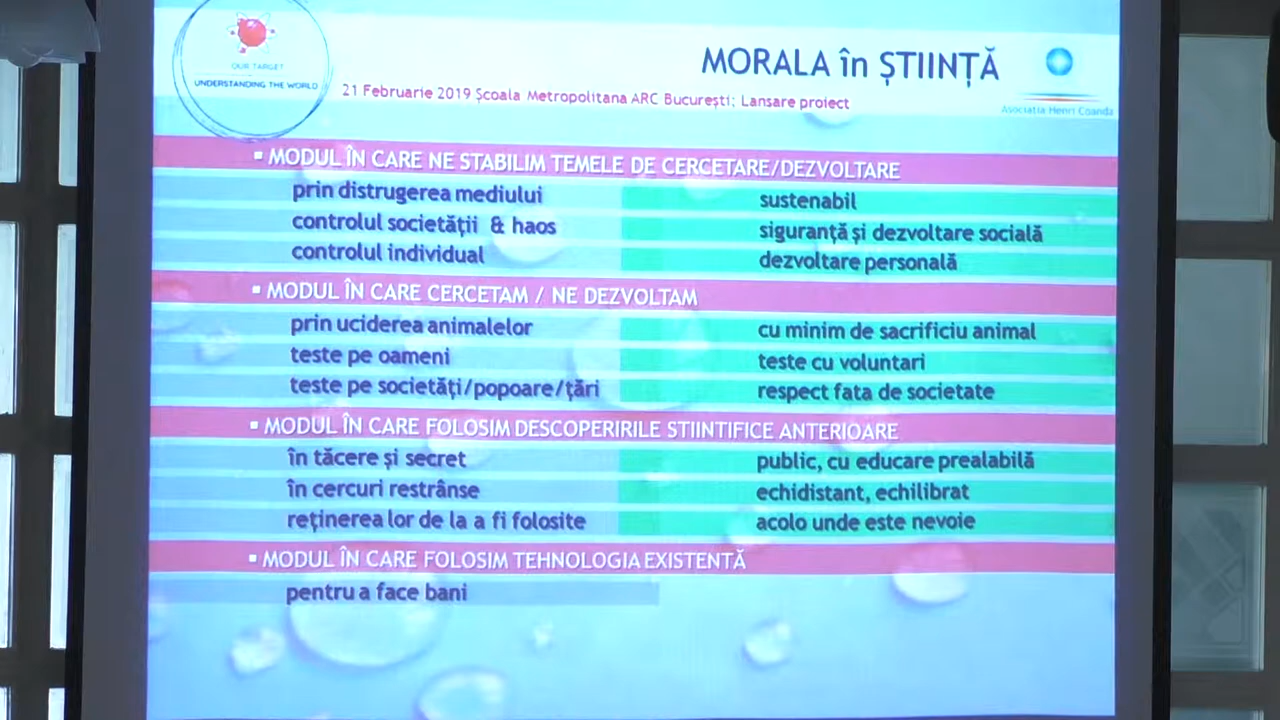 OUR TARGET
UNDERSTANDING THE WORLD
MORALA în ȘTIINȚĂ
21 Februarie 2019 Școala Metropolitana ARC București; Lansare proiect
Asociatia Henri Coanda
▪ MODUL ÎN CARE NE STABILIM TEMELE DE CERCETARE/DEZVOLTARE
prin distrugerea mediului sustenabil
controlul societății & haos siguranță și dezvoltare socială
controlul individual dezvoltare personală
▪ MODUL ÎN CARE CERCETAM / NE DEZVOLTAM
prin uciderea animalelor cu minim de sacrificiu animal
teste pe oameni teste cu voluntari
teste pe societăți/popoare/țări respect fata de societate
▪ MODUL ÎN CARE FOLOSIM DESCOPERIRILE STIINTIFICE ANTERIOARE
în tăcere și secret public, cu educare prealabilă
în cercuri restrânse echidistant, echilibrat
reținerea lor de la a fi folosite acolo unde este nevoie
▪ MODUL ÎN CARE FOLOSIM TEHNOLOGIA EXISTENTĂ
pentru a face bani